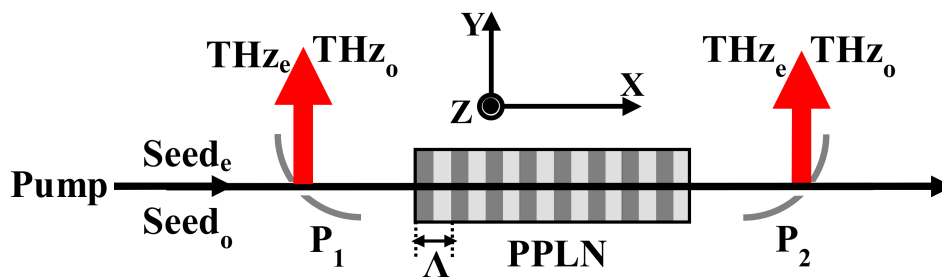 Y
THzₑ THzₒ
THzₑ THzₒ
X
Z
Seedₑ
Pump
Seedₒ
P₁
Λ
PPLN
P₂